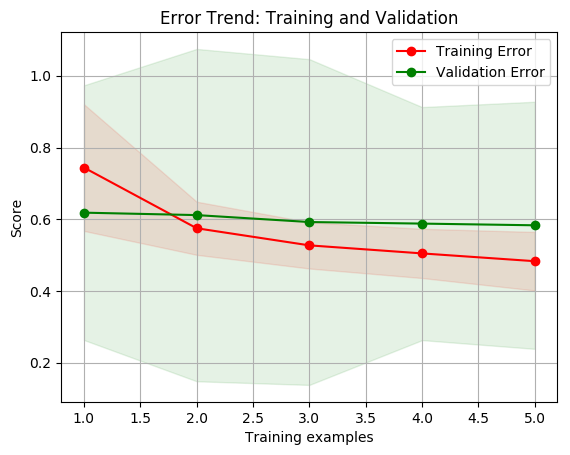 Error Trend: Training and Validation
Training Error
Validation Error
Score
1.0
0.8
0.6
0.4
0.2
1.0 1.5 2.0 2.5 3.0 3.5 4.0 4.5 5.0
Training examples